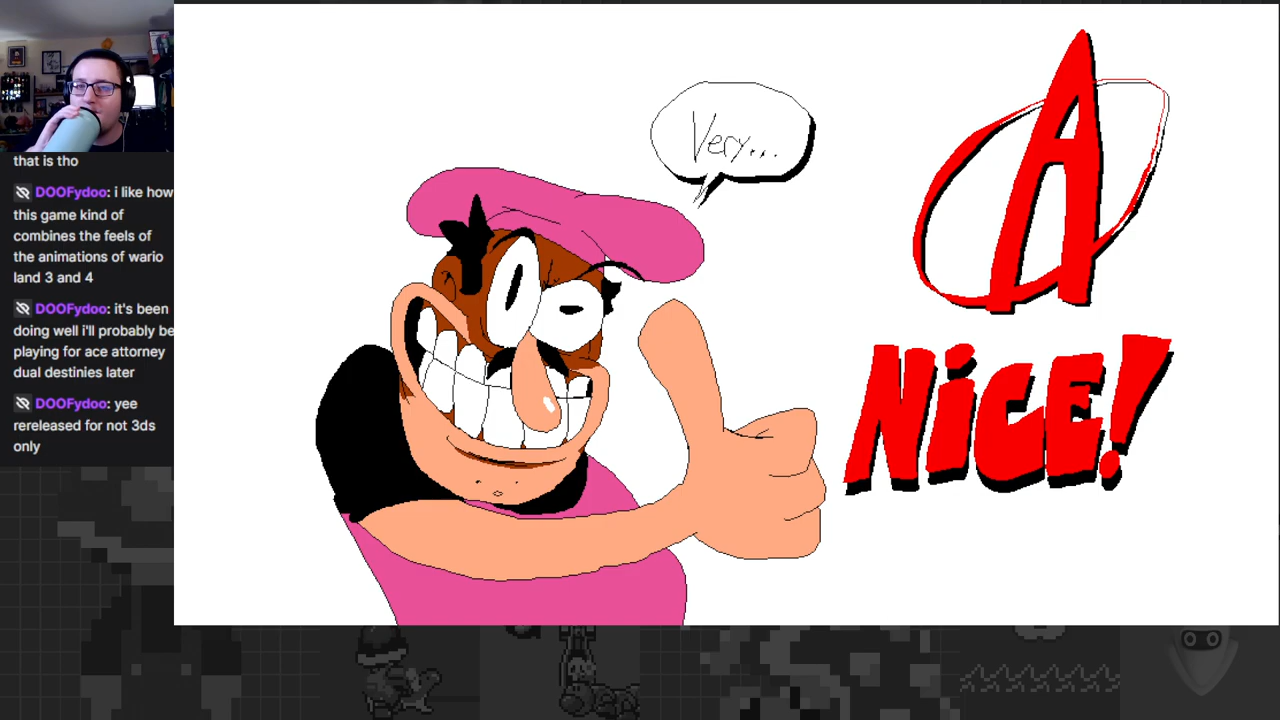 that is tho
DOOFydoo: i like how
this game kind of
combines the feels of
the animations of wario
land 3 and 4
DOOFydoo: it's been
doing well i'll probably be
playing for ace attorney
dual destinies later
DOOFydoo: yee
rereleased for not 3ds
only
Very...
A
NiCE!